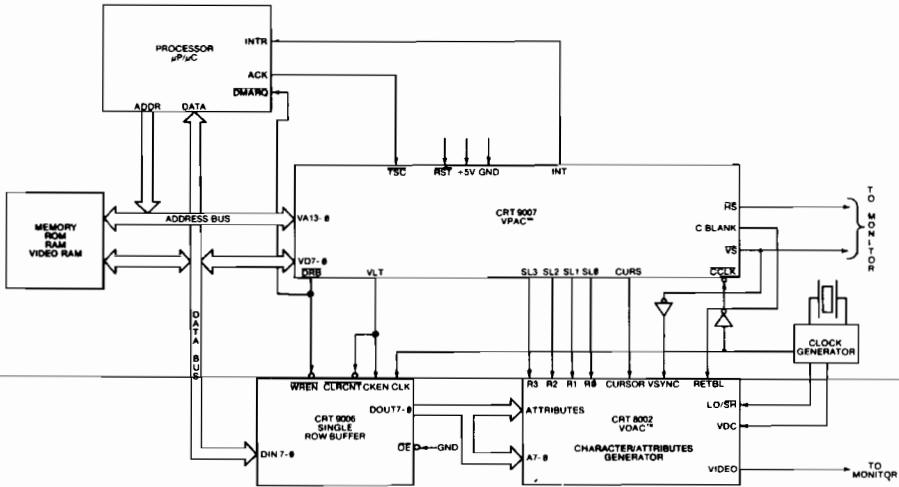 PROCESSOR
µP/µC
INTR
ACK
DMARQ
ADDR DATA
TSC RST +5V GND INT
CRT 9007
VPAC™
MEMORY
ROM
RAM
VIDEO RAM
ADDRESS BUS
VA13-0
VD7-0
HS
C BLANK
VS
TO MONITOR
DRB VLT SL3 SL2 SL1 SL0 CURS CCLK
CLOCK
GENERATOR
DATA BUS
WREN CLRCNT CKEN CLK
R3 R2 R1 R0 CURSOR VSYNC RETBL
CRT 9006
SINGLE
ROW BUFFER
DOUT7-0
OE GND
DIN 7-0
ATTRIBUTES
A7-0
CRT 8002
VDAC™
CHARACTER/ATTRIBUTES
GENERATOR
LD/SH
VDC
VIDEO
TO
MONITOR